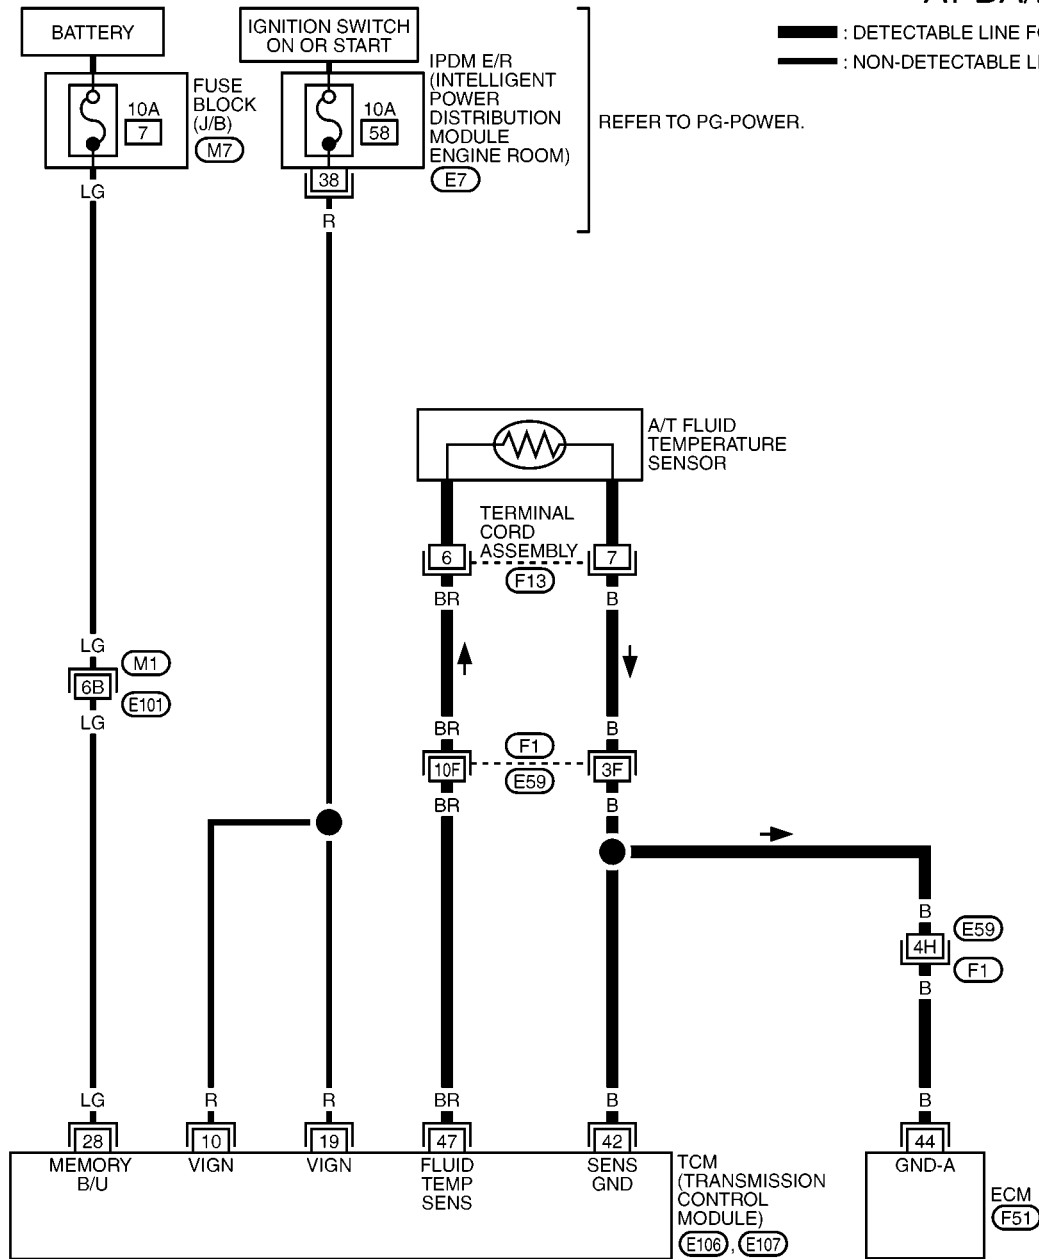 BATTERY
IGNITION SWITCH
ON OR START
: DETECTABLE LINE
: NON-DETECTABLE
10A
7
FUSE
BLOCK
(J/B)
M7
10A
58
IPDM E/R
(INTELLIGENT
POWER
DISTRIBUTION
MODULE
ENGINE ROOM)
E7
REFER TO PG-POWER.
38
LG
R
A/T FLUID
TEMPERATURE
SENSOR
TERMINAL
CORD
ASSEMBLY
6
7
F13
BR
B
LG
M1
6B
E101
LG
BR
B
F1
10F
3F
E59
BR
B
B
E59
4H
F1
B
LG
R
R
BR
B
B
28
10
19
47
42
44
MEMORY
B/U
VIGN
VIGN
FLUID
TEMP
SENS
SENS
GND
TCM
(TRANSMISSION
CONTROL
MODULE)
E106 , E107
GND-A
ECM
F51